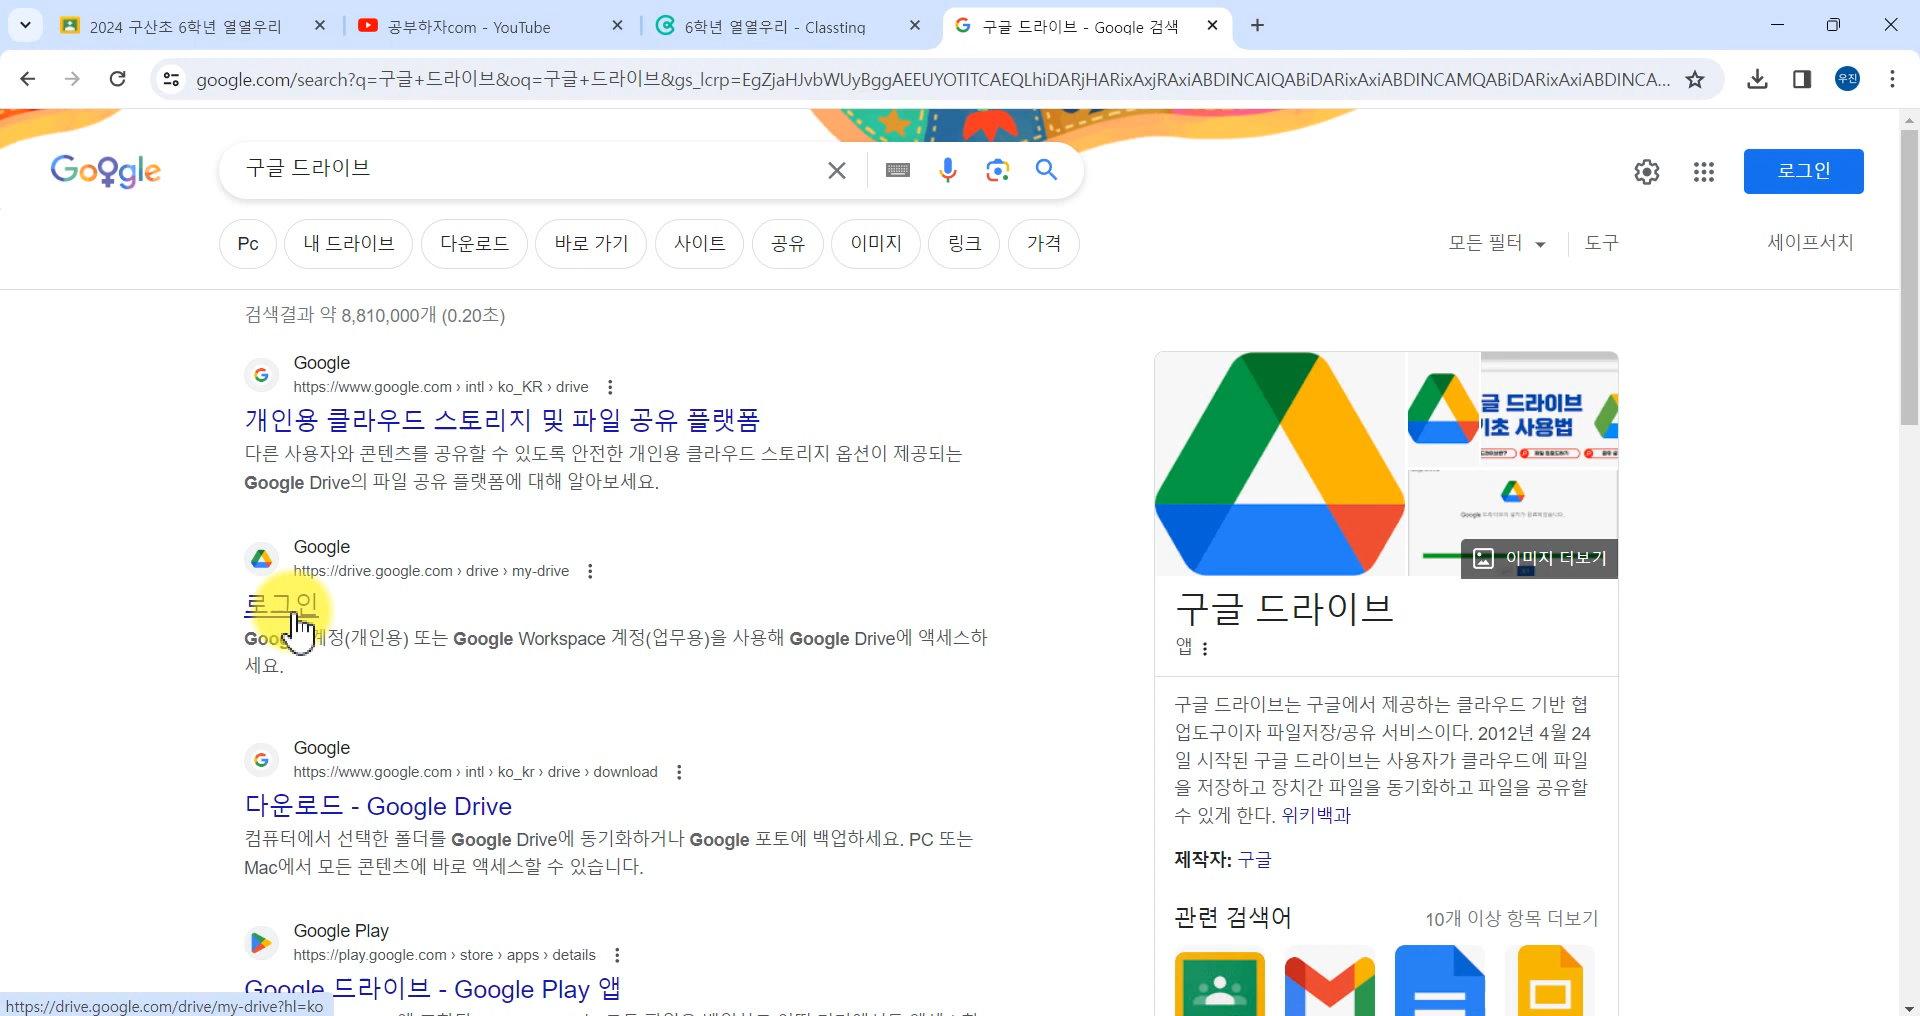 2024 구산초 6학년 열열우리
공부하자com - YouTube
6학년 열열우리 - Classting
구글 드라이브 - Google 검색
google.com/search?q=구글+드라이브&oq=구글+드라이브&gs_lcrp=EgZjaHJvbWUyBggAEEUYOTITCAEQLhiDARjHARixAxjRAxiABDINCAIQABiDARixAxiABDINCAMQABiDARixAxiABDINCA...
우진
Google
구글 드라이브
로그인
Pc
내 드라이브
다운로드
바로 가기
사이트
공유
이미지
링크
가격
모든 필터
도구
세이프서치
검색결과 약 8,810,000개 (0.20초)
Google
https://www.google.com › intl › ko_KR › drive
개인용 클라우드 스토리지 및 파일 공유 플랫폼
다른 사용자와 콘텐츠를 공유할 수 있도록 안전한 개인용 클라우드 스토리지 옵션이 제공되는
Google Drive의 파일 공유 플랫폼에 대해 알아보세요.
Google
https://drive.google.com › drive › my-drive
로그인
계정(개인용) 또는 Google Workspace 계정(업무용)을 사용해 Google Drive에 액세스하
세요.
Google
https://www.google.com › intl › ko_kr › drive › download
다운로드 - Google Drive
컴퓨터에서 선택한 폴더를 Google Drive에 동기화하거나 Google 포토에 백업하세요. PC 또는
Mac에서 모든 콘텐츠에 바로 액세스할 수 있습니다.
Google Play
https://play.google.com › store › apps › details
Google 드라이브 - Google Play 앱
https://drive.google.com/drive/my-drive?hl=ko
글 드라이브
기초 사용법
이미지 더보기
구글 드라이브
앱
구글 드라이브는 구글에서 제공하는 클라우드 기반 협
업도구이자 파일저장/공유 서비스이다. 2012년 4월 24
일 시작된 구글 드라이브는 사용자가 클라우드에 파일
을 저장하고 장치간 파일을 동기화하고 파일을 공유할
수 있게 한다. 위키백과
제작자: 구글
관련 검색어
10개 이상 항목 더보기